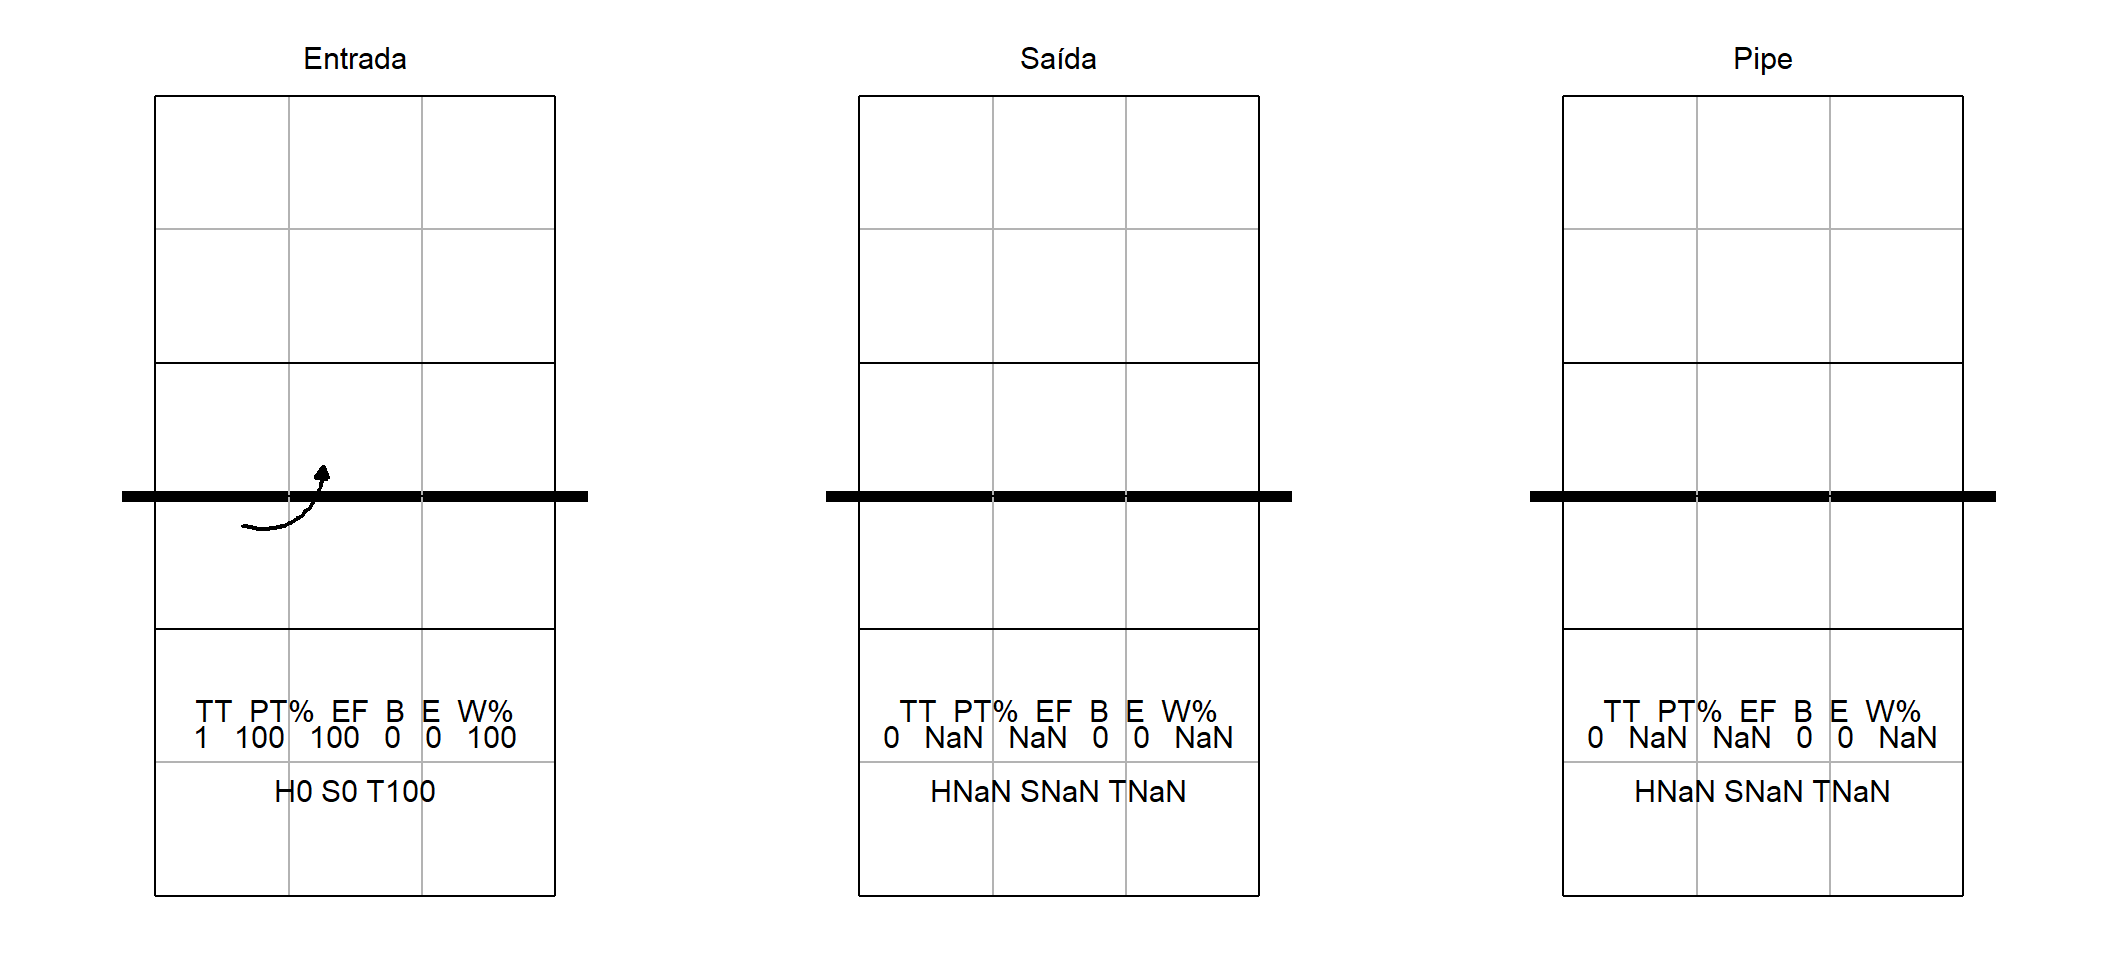 Entrada
TT PT% EF B E W%
1 100 100 0 0 100
H0 S0 T100
Saída
TT PT% EF B E W%
0 NaN NaN 0 0 NaN
HNaN SNaN TNaN
Pipe
TT PT% EF B E W%
0 NaN NaN 0 0 NaN
HNaN SNaN TNaN